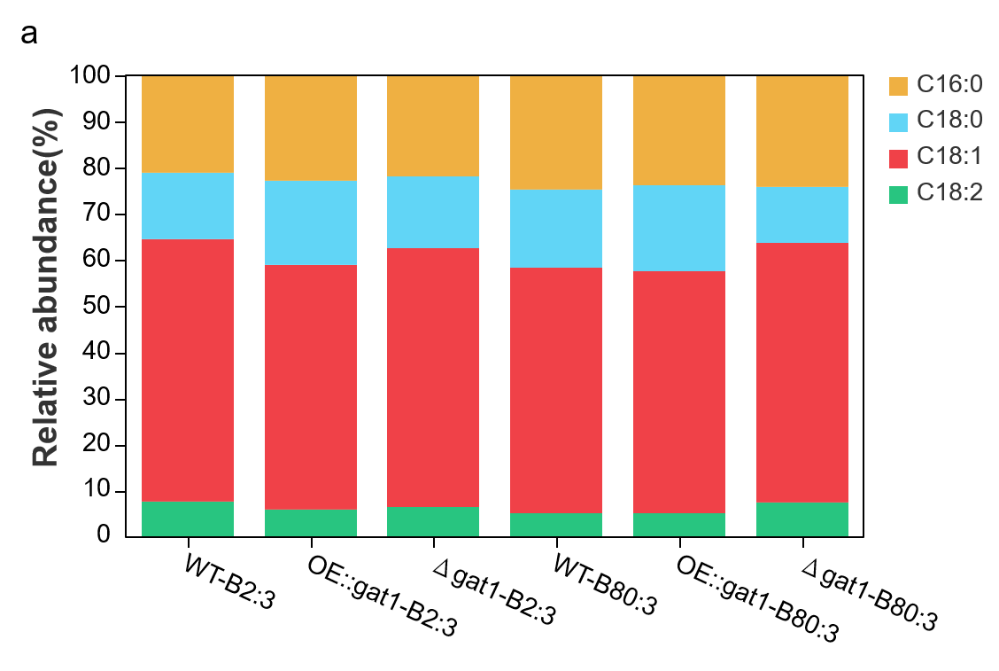 a
Relative abundance(%)
100
90
80
70
60
50
40
30
20
10
0
WT-B2:3
OE::gat1-B2:3
Δgat1-B2:3
WT-B80:3
OE::gat1-B80:3
Δgat1-B80:3
C16:0
C18:0
C18:1
C18:2